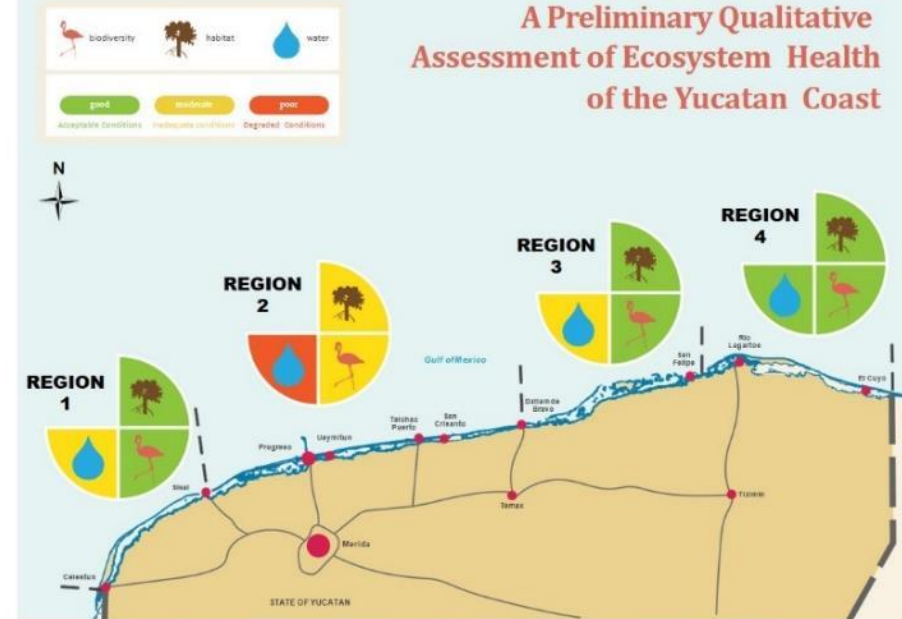 A Preliminary Qualitative
Assessment of Ecosystem Health
of the Yucatan Coast
biodiversity
habitat
water
good
moderate
poor
Acceptable Conditions
Inadequate conditions
Degraded Conditions
N
REGION
1
REGION
2
REGION
3
REGION
4
Gulf of Mexico
Rio
Lagartos
San
Felipe
El Cuyo
Dzilam de
Bravo
Telchac
Puerto
San
Crisanto
Progreso
Uaymitun
Sisal
Temax
Tizimin
Merida
Celestun
STATE OF YUCATAN